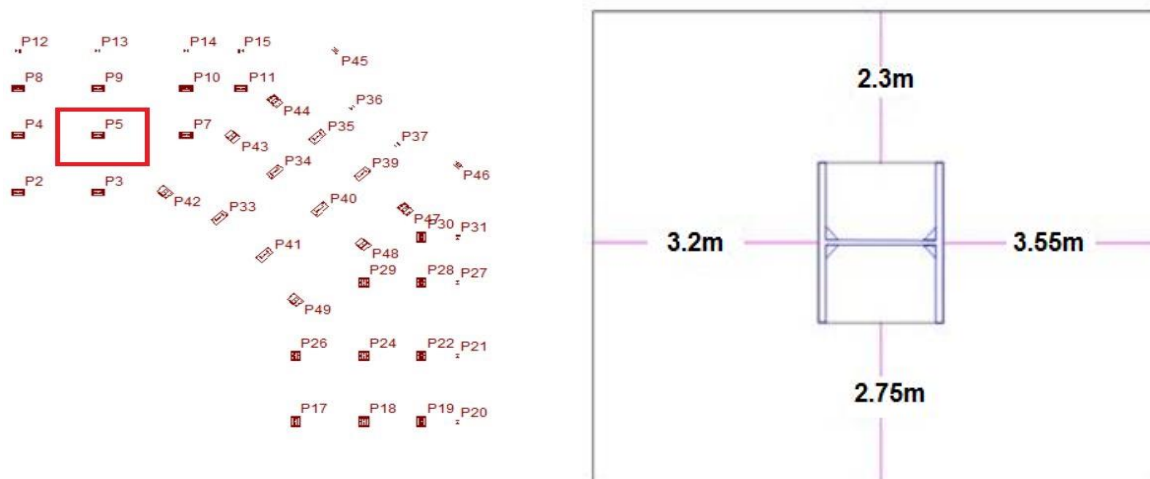 P12 P13 P14 P15
P45
P8 P9 P10 P11
P44 P36
P4 P5 P7 P43 P35 P37
P34 P39 P46
P2 P3 P42 P33 P40 P47
P30 P31
P41 P48
P29 P28 P27
P49
P26 P24 P22 P21
P17 P18 P19 P20
2.3m
3.2m 3.55m
2.75m